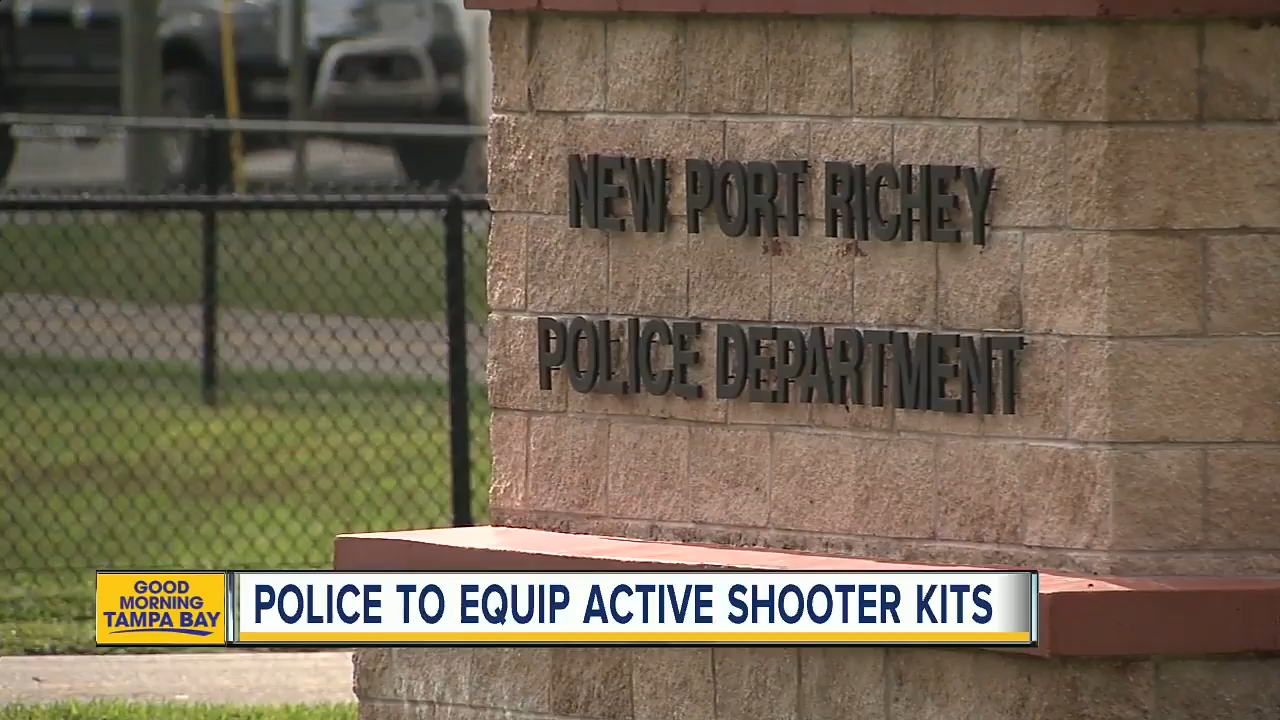 NEW PORT RICHEY
POLICE DEPARTMENT
GOOD
MORNING
TAMPA BAY
POLICE TO EQUIP ACTIVE SHOOTER KITS